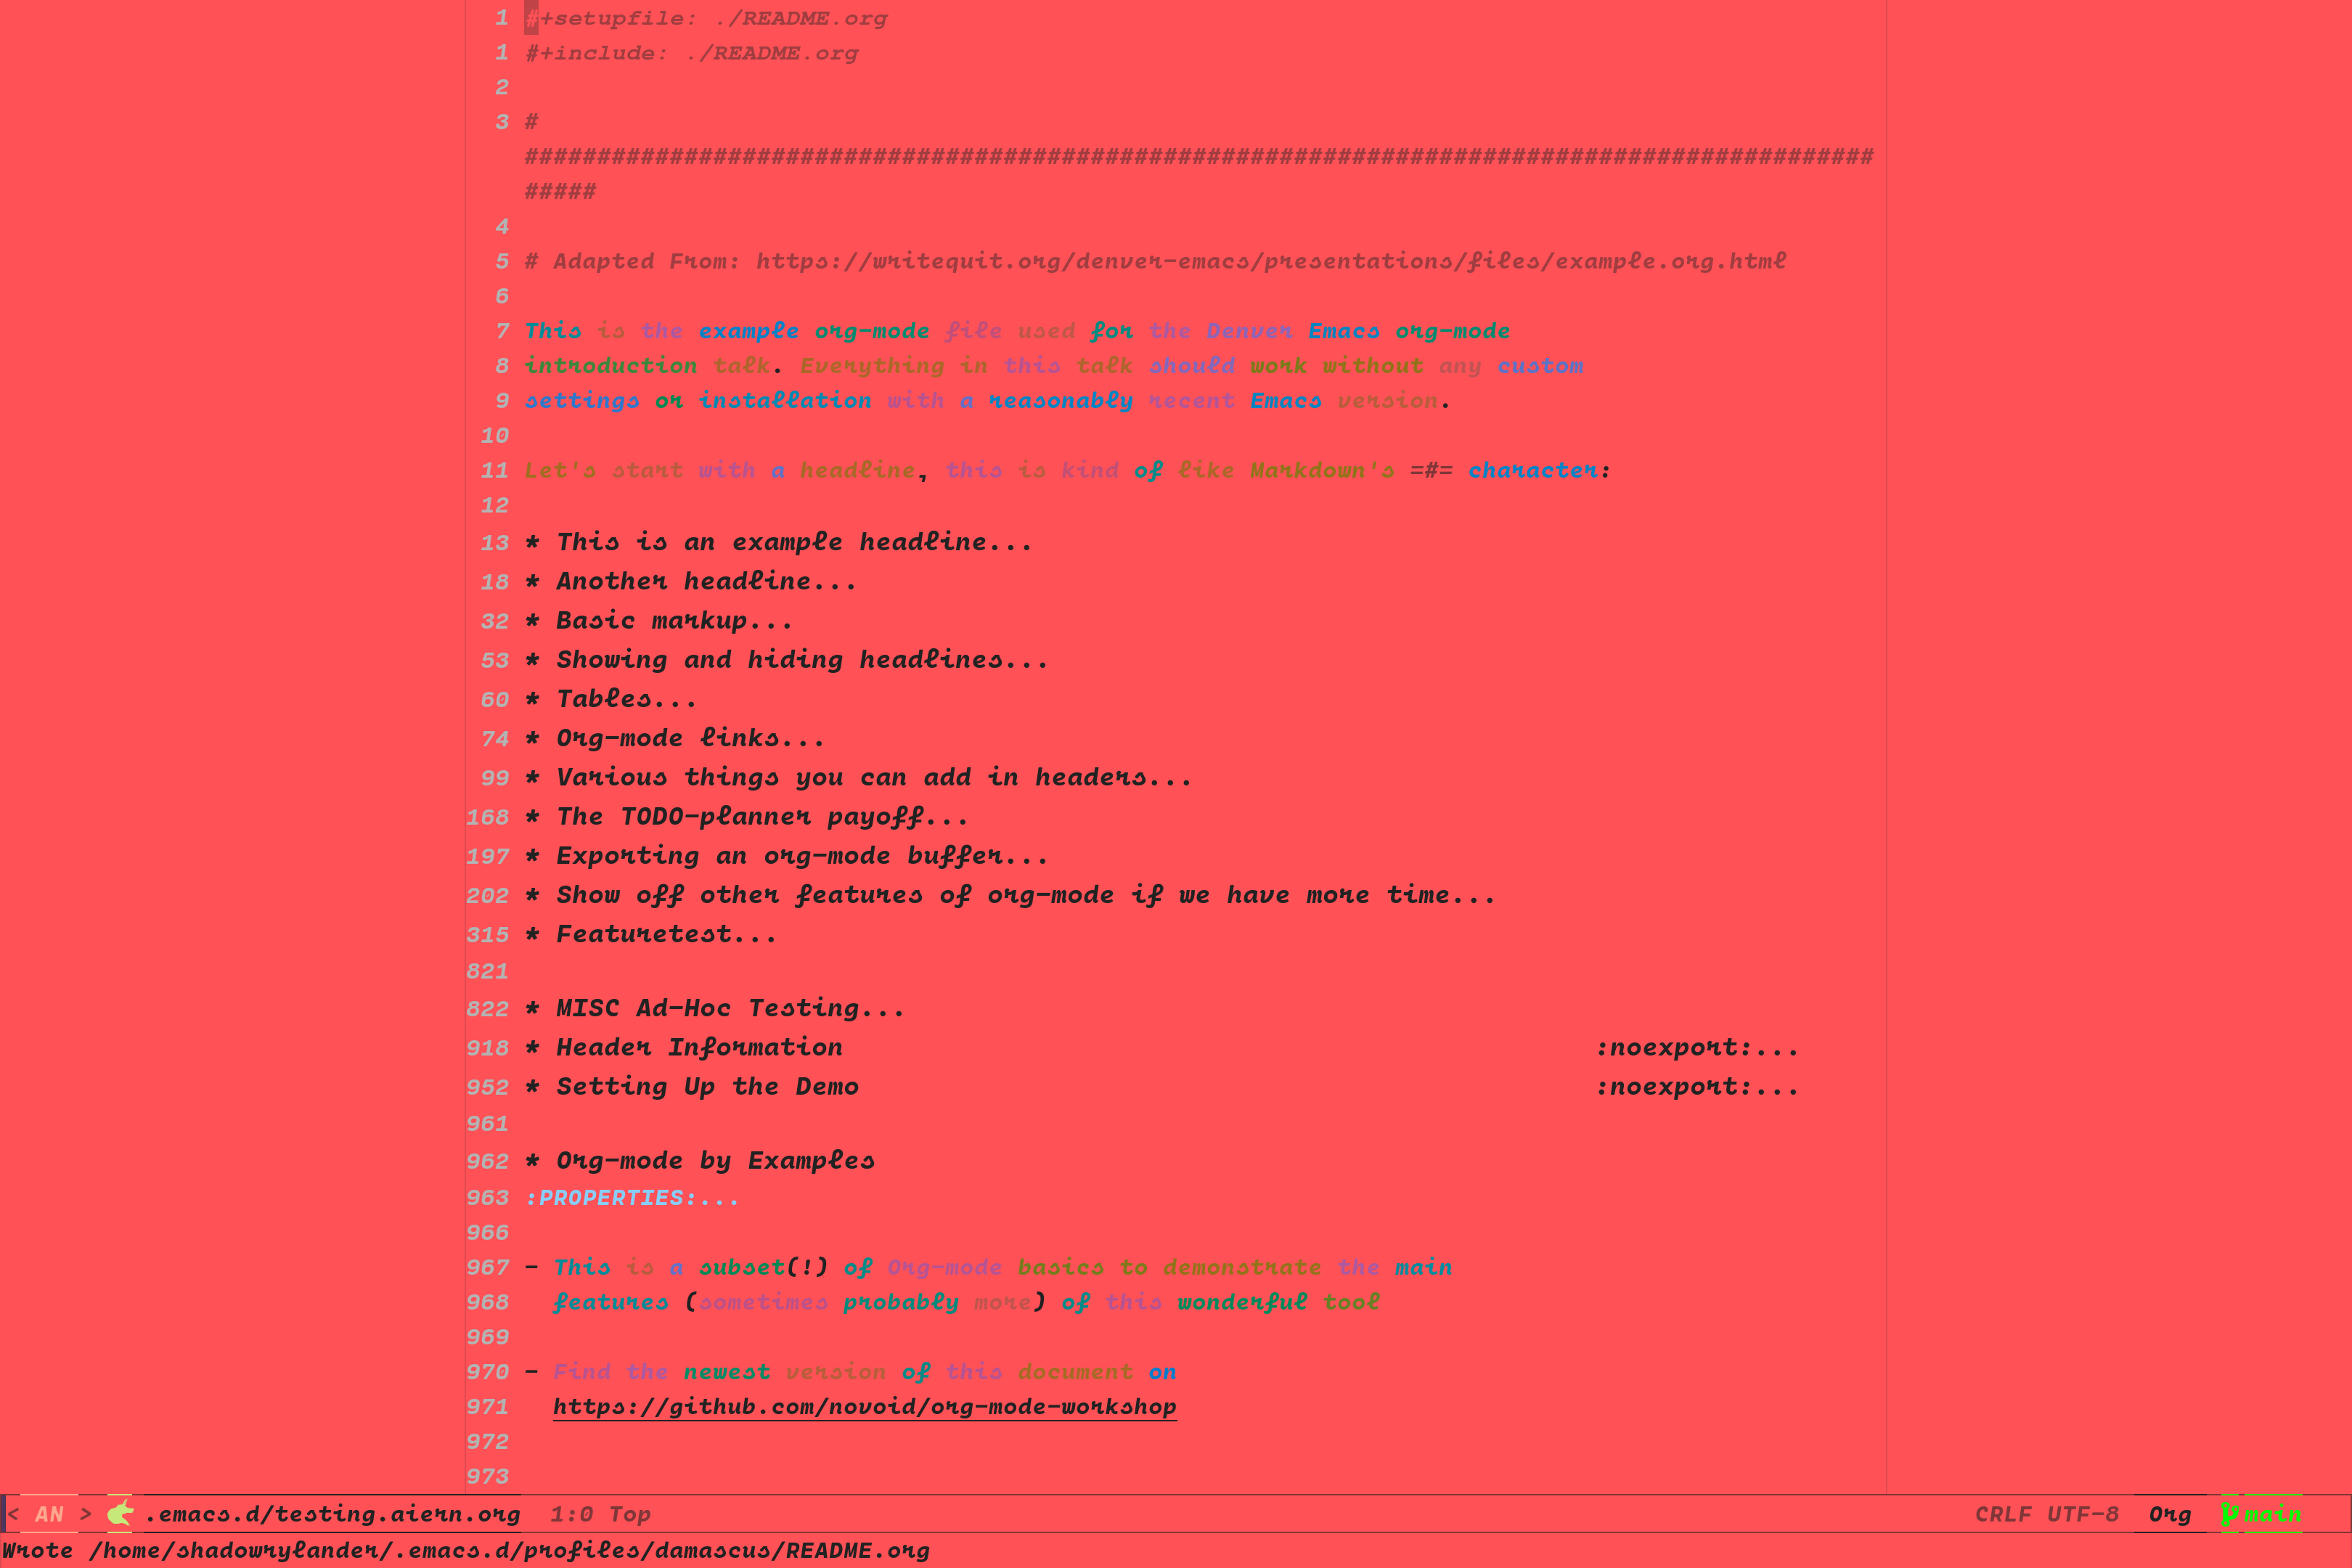 1 #+setupfile: ./README.org
1 #+include: ./README.org
2
3 #
#############################################################################################
#####
4
5 # Adapted From: https://writequit.org/denver-emacs/presentations/files/example.org.html
6
7 This is the example org-mode file used for the Denver Emacs org-mode
8 introduction talk. Everything in this talk should work without any custom
9 settings or installation with a reasonably recent Emacs version.
10
11 Let's start with a headline, this is kind of like Markdown's =#= character:
12
13 * This is an example headline...
18 * Another headline...
32 * Basic markup...
53 * Showing and hiding headlines...
60 * Tables...
74 * Org-mode links...
99 * Various things you can add in headers...
168 * The TODO-planner payoff...
197 * Exporting an org-mode buffer...
202 * Show off other features of org-mode if we have more time...
315 * Featuretest...
821
822 * MISC Ad-Hoc Testing...
918 * Header Information :noexport:...
952 * Setting Up the Demo :noexport:...
961
962 * Org-mode by Examples
963 :PROPERTIES:...
966
967 - This is a subset(!) of Org-mode basics to demonstrate the main
968 features (sometimes probably more) of this wonderful tool
969
970 - Find the newest version of this document on
971 https://github.com/novoid/org-mode-workshop
972
973
< AN > .emacs.d/testing.aiern.org 1:0 Top CRLF UTF-8 Org main
Wrote /home/shadowrylander/.emacs.d/profiles/damascus/README.org